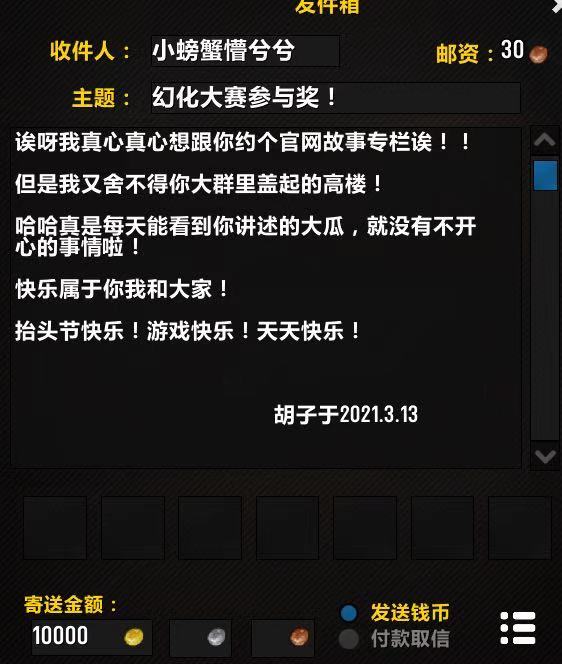 发件箱
收件人： 小螃蟹懵兮兮 邮资：30
主题： 幻化大赛参与奖！
诶呀我真心真心想跟你约个官网故事专栏诶！！
但是我又舍不得你大群里盖起的高楼！
哈哈真是每天能看到你讲述的大瓜，就没有不开
心的事情啦！
快乐属于你我和大家！
抬头节快乐！游戏快乐！天天快乐！
胡子于2021.3.13
寄送金额：
10000
发送钱币
付款取信